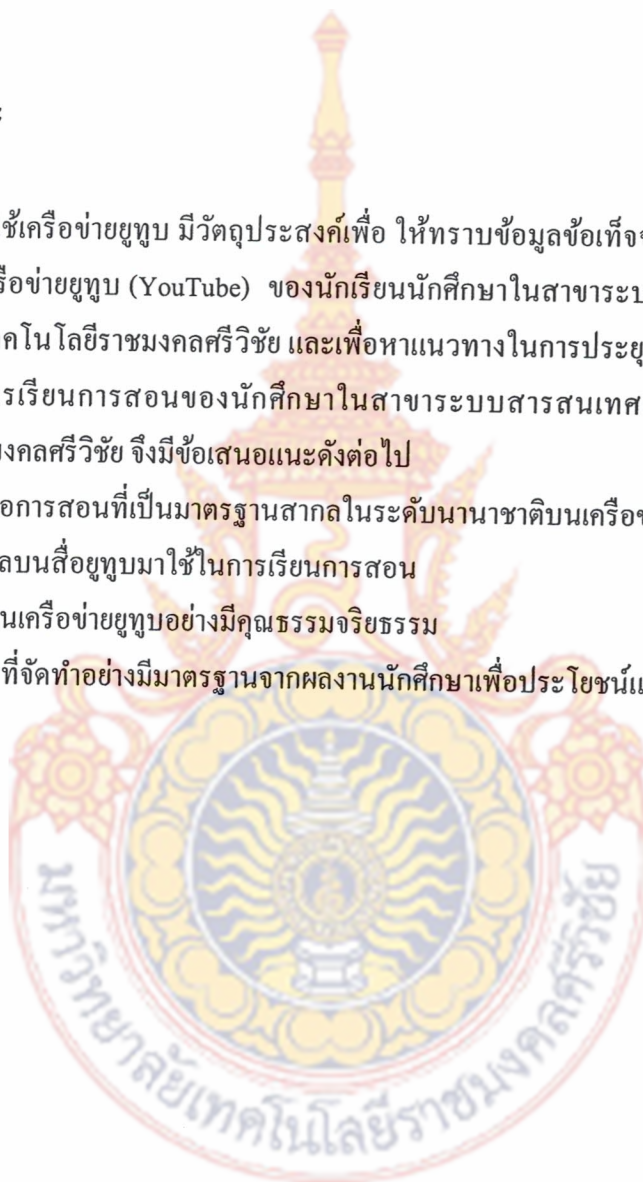 ช้เครือข่ายยูทูบ มีวัตถุประสงค์เพื่อ ให้ทราบข้อมูลข้อเท็จ
รือข่ายยูทูบ (YouTube) ของนักเรียนนักศึกษาในสาขาระบ
คโนโลยีราชมงคลศรีวิชัย และเพื่อหาแนวทางในการประยุ
รเรียนการสอนของนักศึกษาในสาขาระบบสารสนเทศ
งคลศรีวิชัย จึงมีข้อเสนอแนะดังต่อไป
อการสอนที่เป็นมาตรฐานสากลในระดับนานาชาติบนเครือข
ลบนสื่อยูทูบมาใช้ในการเรียนการสอน
นเครือข่ายยูทูบอย่างมีคุณธรรมจริยธรรม
ที่จัดทำอย่างมีมาตรฐานจากผลงานนักศึกษาเพื่อประโยชน์แ
มหาวิทยาลัยเทคโนโลยีราชมงคลศรีวิชัย